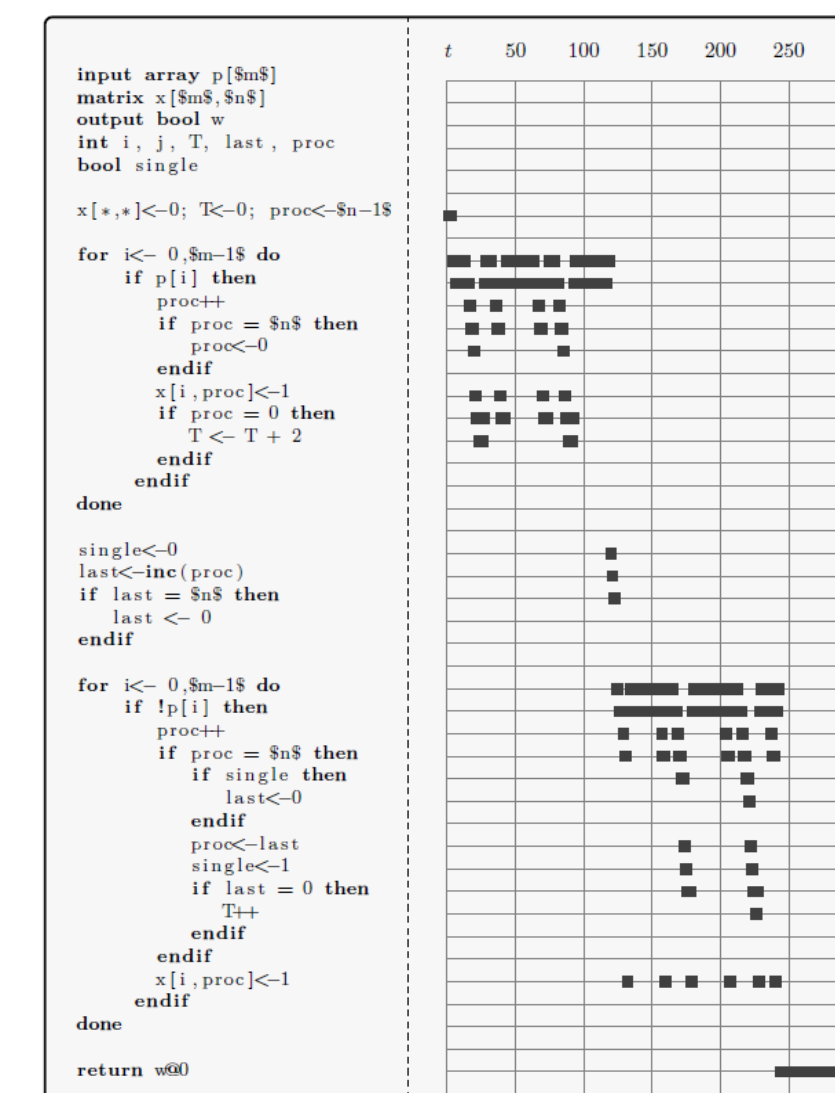 t 50 100 150 200 250
input array p[$m$]
matrix x[$m$,$n$]
output bool w
int i, j, T, last, proc
bool single
x[*,*]<-0; T<-0; proc<-$n-1$
for i<- 0,$m-1$ do
if p[i] then
proc++
if proc = $n$ then
proc<-0
endif
x[i,proc]<-1
if proc = 0 then
T <- T + 2
endif
endif
done
single<-0
last<-inc(proc)
if last = $n$ then
last <- 0
endif
for i<- 0,$m-1$ do
if !p[i] then
proc++
if proc = $n$ then
if single then
last<-0
endif
proc<-last
single<-1
if last = 0 then
T++
endif
endif
x[i,proc]<-1
endif
done
return w@0